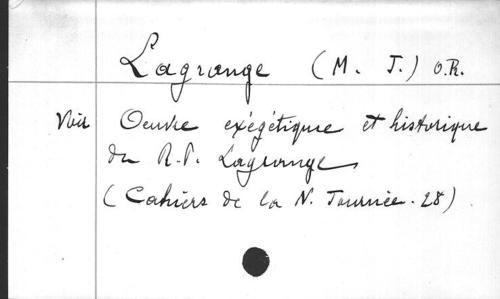 Lagrange (M. J.) O.R.
Voir Oeuvre exégétique et historique
du R.P. Lagrange
(Cahiers de la N. Journée. 28)